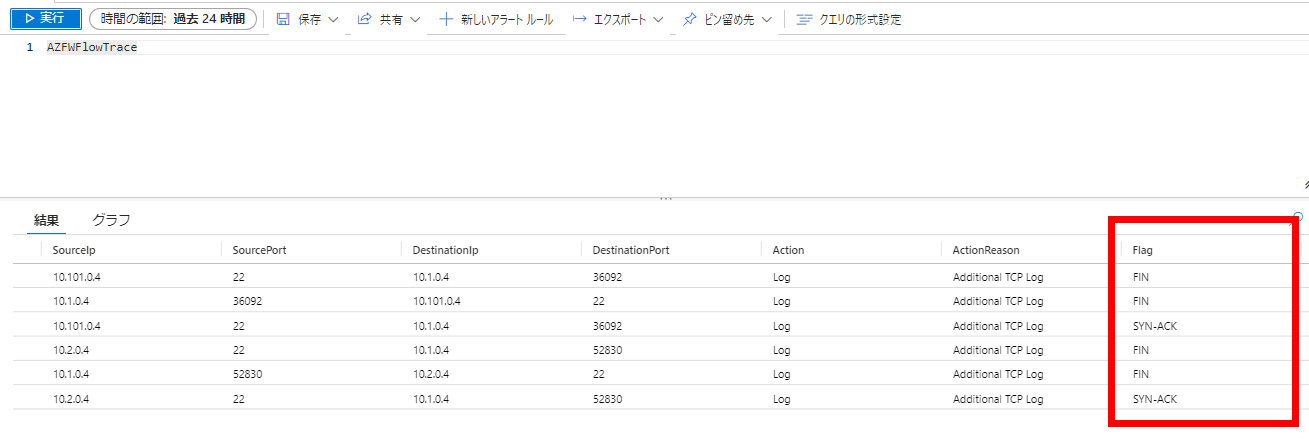 実行 時間の範囲: 過去 24 時間 保存 共有 新しいアラート ルール エクスポート ピン留め先 クエリの形式設定
1 AZFWFlowTrace
結果 グラフ
SourceIp SourcePort DestinationIp DestinationPort Action ActionReason Flag
10.101.0.4 22 10.1.0.4 36092 Log Additional TCP Log FIN
10.1.0.4 36092 10.101.0.4 22 Log Additional TCP Log FIN
10.101.0.4 22 10.1.0.4 36092 Log Additional TCP Log SYN-ACK
10.2.0.4 22 10.1.0.4 52830 Log Additional TCP Log FIN
10.1.0.4 52830 10.2.0.4 22 Log Additional TCP Log FIN
10.2.0.4 22 10.1.0.4 52830 Log Additional TCP Log SYN-ACK